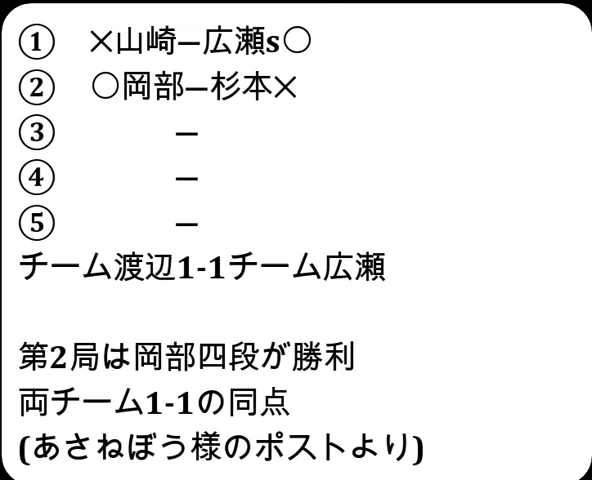 ① ×山崎–広瀬s○
② ○岡部–杉本×
③ –
④ –
⑤ –
チーム渡辺1-1チーム広瀬
第2局は岡部四段が勝利
両チーム1-1の同点
(あさねぼう様のポストより)